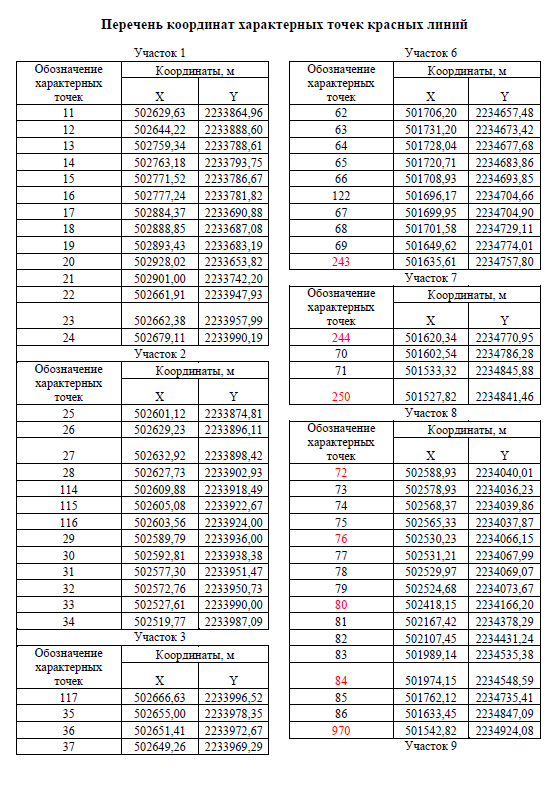 Перечень координат характерных точек красных линий
Участок 1
Обозначение характерных точек Координаты, м
X Y
11 502629,63 2233864,96
12 502644,22 2233888,60
13 502759,34 2233788,61
14 502763,18 2233793,75
15 502771,52 2233786,67
16 502777,24 2233781,82
17 502884,37 2233690,88
18 502888,85 2233687,08
19 502893,43 2233683,19
20 502928,02 2233653,82
21 502901,00 2233742,20
22 502661,91 2233947,93
23 502662,38 2233957,99
24 502679,11 2233990,19
Участок 2
Обозначение характерных точек Координаты, м
X Y
25 502601,12 2233874,81
26 502629,23 2233896,11
27 502632,92 2233898,42
28 502627,73 2233902,93
114 502609,88 2233918,49
115 502605,08 2233922,67
116 502603,56 2233924,00
29 502589,79 2233936,00
30 502592,81 2233938,38
31 502577,30 2233951,47
32 502572,76 2233950,73
33 502527,61 2233990,00
34 502519,77 2233987,09
Участок 3
Обозначение характерных точек Координаты, м
X Y
117 502666,63 2233996,52
35 502655,00 2233978,35
36 502651,41 2233972,67
37 502649,26 2233969,29
Участок 6
Обозначение характерных точек Координаты, м
X Y
62 501706,20 2234657,48
63 501731,20 2234673,42
64 501728,04 2234677,68
65 501720,71 2234683,86
66 501708,93 2234693,85
122 501696,17 2234704,66
67 501699,95 2234704,90
68 501701,58 2234729,11
69 501649,62 2234774,01
243 501635,61 2234757,80
Участок 7
Обозначение характерных точек Координаты, м
X Y
244 501620,34 2234770,95
70 501602,54 2234786,28
71 501533,32 2234845,88
250 501527,82 2234841,46
Участок 8
Обозначение характерных точек Координаты, м
X Y
72 502588,93 2234040,01
73 502578,93 2234036,23
74 502568,37 2234039,86
75 502565,33 2234037,87
76 502530,23 2234066,15
77 502531,21 2234067,99
78 502529,97 2234069,07
79 502524,68 2234073,67
80 502418,15 2234166,20
81 502167,42 2234378,29
82 502107,45 2234431,24
83 501989,14 2234535,38
84 501974,15 2234548,59
85 501762,12 2234735,41
86 501633,45 2234847,09
970 501542,82 2234924,08
Участок 9